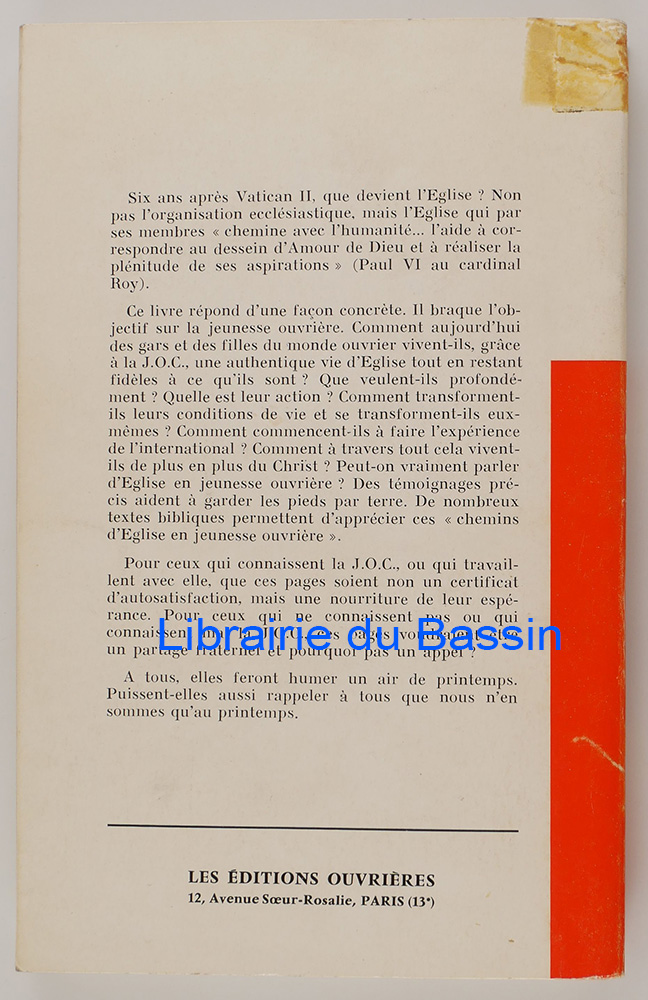 Six ans après Vatican II, que devient l'Eglise ? Non
pas l'organisation ecclésiastique, mais l'Eglise qui par
ses membres « chemine avec l'humanité... l'aide à cor-
respondre au dessein d'Amour de Dieu et à réaliser la
plénitude de ses aspirations » (Paul VI au cardinal
Roy).
Ce livre répond d'une façon concrète. Il braque l'ob-
jectif sur la jeunesse ouvrière. Comment aujourd'hui
des gars et des filles du monde ouvrier vivent-ils, grâce
à la J.O.C., une authentique vie d'Eglise tout en restant
fidèles à ce qu'ils sont ? Que veulent-ils profondé-
ment ? Quelle est leur action ? Comment transforment-
ils leurs conditions de vie et se transforment-ils eux-
mêmes ? Comment commencent-ils à faire l'expérience
de l'international ? Comment à travers tout cela vivent-
ils de plus en plus du Christ ? Peut-on vraiment parler
d'Eglise en jeunesse ouvrière ? Des témoignages pré-
cis aident à garder les pieds par terre. De nombreux
textes bibliques permettent d'apprécier ces « chemins
d'Eglise en jeunesse ouvrière ».
Pour ceux qui connaissent la J.O.C., ou qui travail-
lent avec elle, que ces pages soient non un certificat
d'autosatisfaction, mais une nourriture de leur espé-
rance. Pour ceux qui ne connaissent pas ou qui
connaissent mal la J.O.C., ces pages voudraient être
un partage fraternel et pourquoi pas un appel ?
Librairie du Bassin
A tous, elles feront humer un air de printemps.
Puissent-elles aussi rappeler à tous que nous n'en
sommes qu'au printemps.
LES ÉDITIONS OUVRIÈRES
12, Avenue Sœur-Rosalie, PARIS (13e)